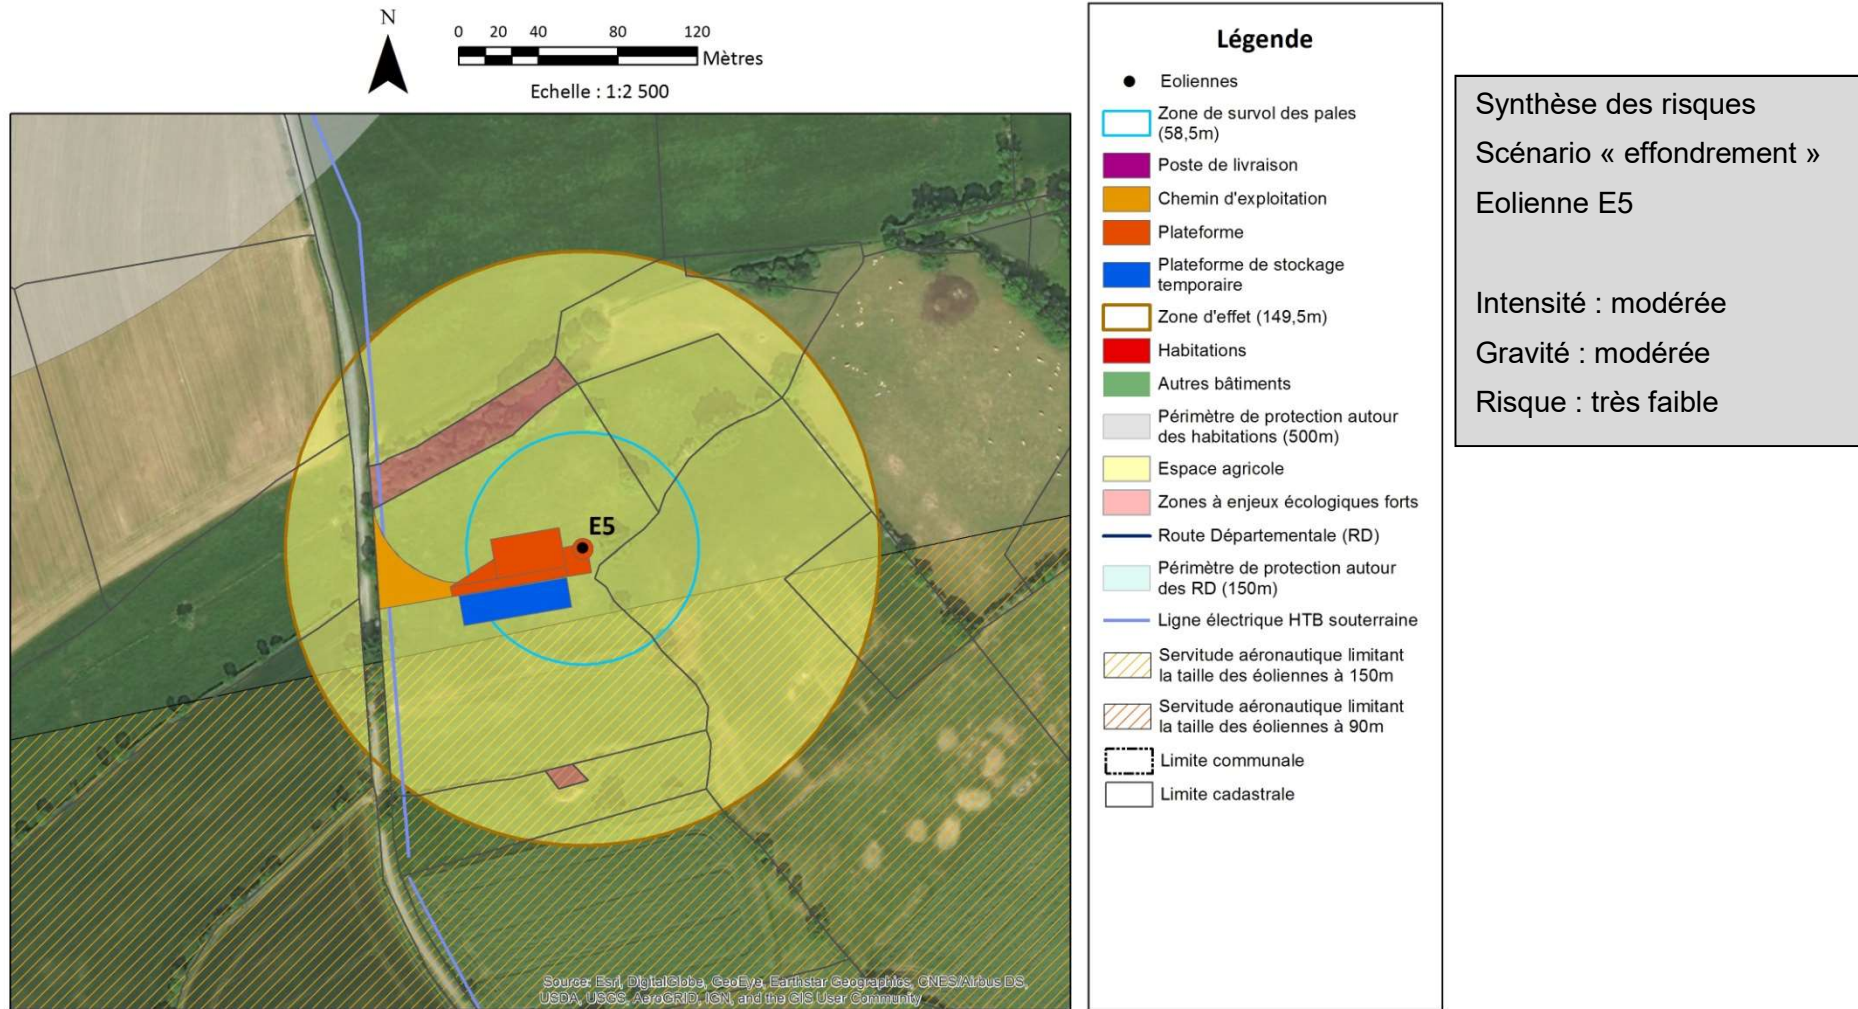 N
0 20 40 80 120
Mètres
Echelle : 1:2 500
E5
Source: Esri, DigitalGlobe, GeoEye, Earthstar Geographics, CNES/Airbus DS,
USDA, USGS, AeroGRID, IGN, and the GIS User Community
Légende
Eoliennes
Zone de survol des pales
(58,5m)
Poste de livraison
Chemin d'exploitation
Plateforme
Plateforme de stockage
temporaire
Zone d'effet (149,5m)
Habitations
Autres bâtiments
Périmètre de protection autour
des habitations (500m)
Espace agricole
Zones à enjeux écologiques forts
Route Départementale (RD)
Périmètre de protection autour
des RD (150m)
Ligne électrique HTB souterraine
Servitude aéronautique limitant
la taille des éoliennes à 150m
Servitude aéronautique limitant
la taille des éoliennes à 90m
Limite communale
Limite cadastrale
Synthèse des risques
Scénario « effondrement »
Eolienne E5
Intensité : modérée
Gravité : modérée
Risque : très faible